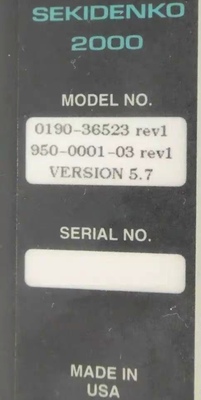 SEKIDENKO
2000
MODEL NO.
0190-36523 rev1
950-0001-03 rev1
VERSION 5.7
SERIAL NO.
MADE IN
USA